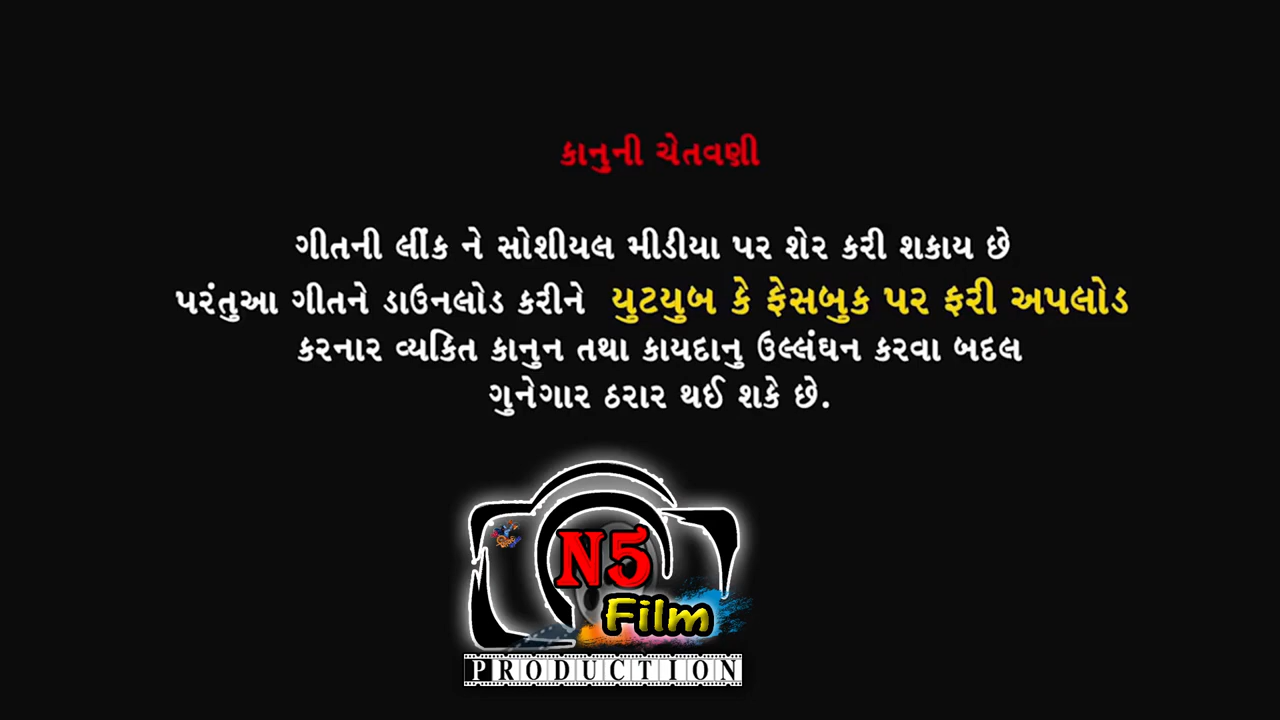 કાનુની ચેતવણી
ગીતની લીંક ને સોશીયલ મીડીયા પર શેર કરી શકાય છે
પરંતુઆ ગીતને ડાઉનલોડ કરીને યુટયુબ કે ફેસબુક પર ફરી અપલોડ
કરનાર વ્યકિત કાનુન તથા કાયદાનુ ઉલ્લંઘન કરવા બદલ
ગુનેગાર ઠરાર થઈ શકે છે.
N5
Film
PRODUCTION